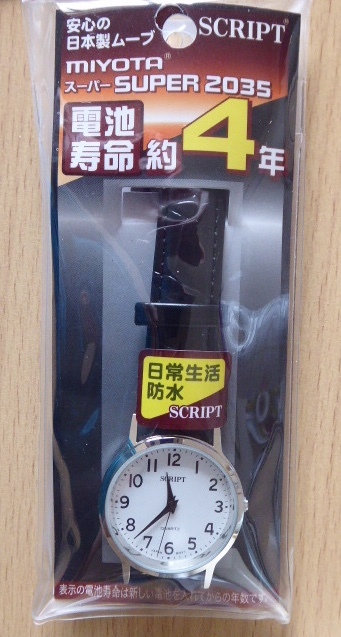 安心の
日本製ムーブ
SCRIPT
MIYOTA®
スーパー SUPER 2035
電池
寿命 約4年
日常生活
防水
SCRIPT
12
1
2
3
4
5
6
7
8
9
10
11
SCRIPT
QUARTZ
表示の電池寿命は新しい電池を入れてからの年数です。